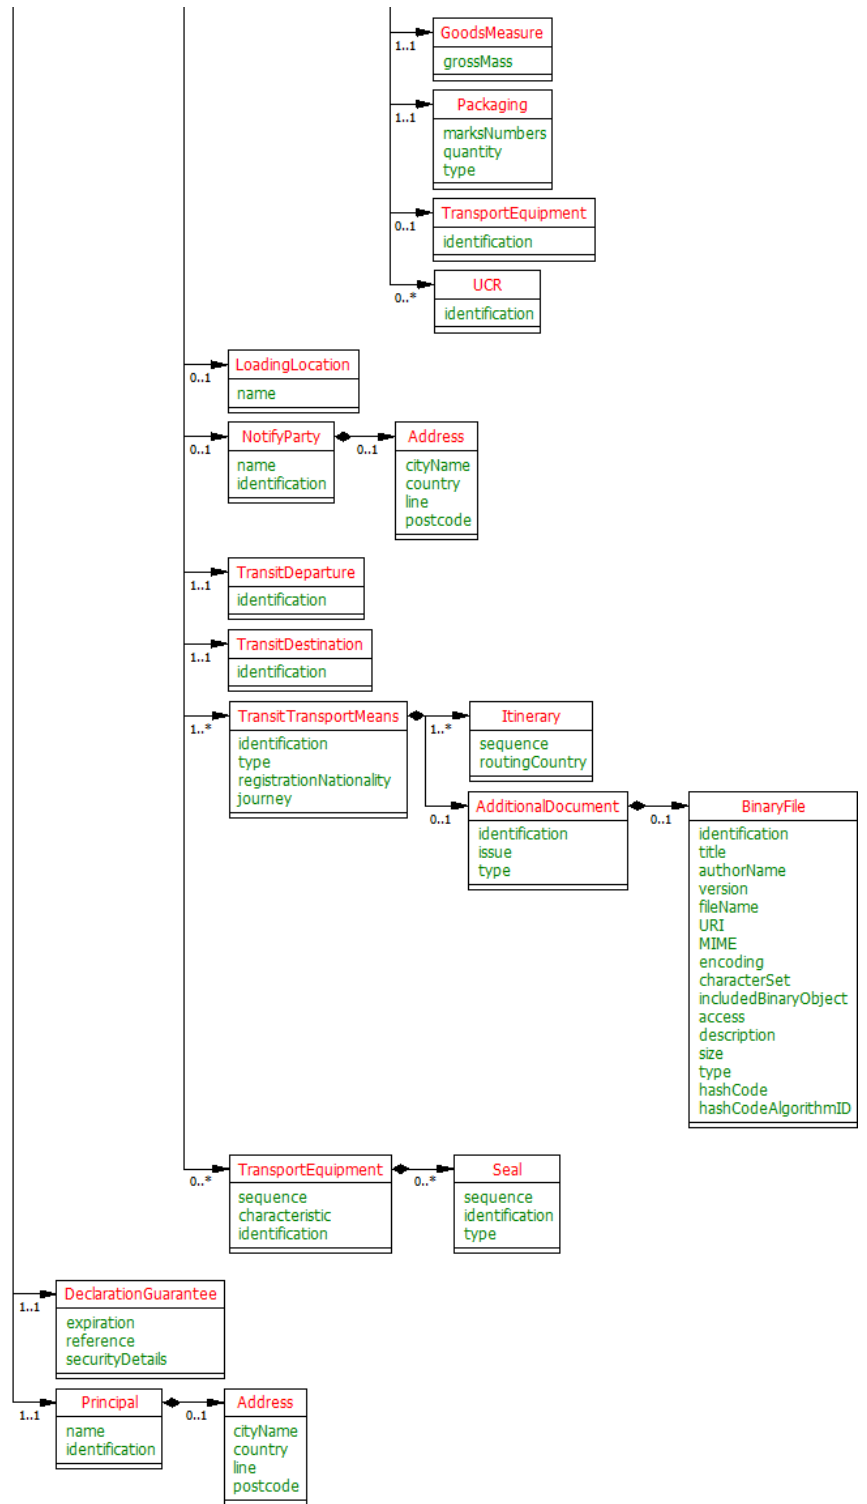 GoodsMeasure
1..1
grossMass
Packaging
1..1
marksNumbers
quantity
type
TransportEquipment
0..1
identification
UCR
0..*
identification
LoadingLocation
0..1
name
NotifyParty
0..1
name
identification
Address
0..1
cityName
country
line
postcode
TransitDeparture
1..1
identification
TransitDestination
1..1
identification
TransitTransportMeans
1..*
identification
type
registrationNationality
journey
Itinerary
1..*
sequence
routingCountry
AdditionalDocument
0..1
identification
issue
type
BinaryFile
0..1
identification
title
authorName
version
fileName
URI
MIME
encoding
characterSet
includedBinaryObject
access
description
size
type
hashCode
hashCodeAlgorithmID
TransportEquipment
0..*
sequence
characteristic
identification
Seal
0..*
sequence
identification
type
DeclarationGuarantee
1..1
expiration
reference
securityDetails
Principal
1..1
name
identification
Address
0..1
cityName
country
line
postcode